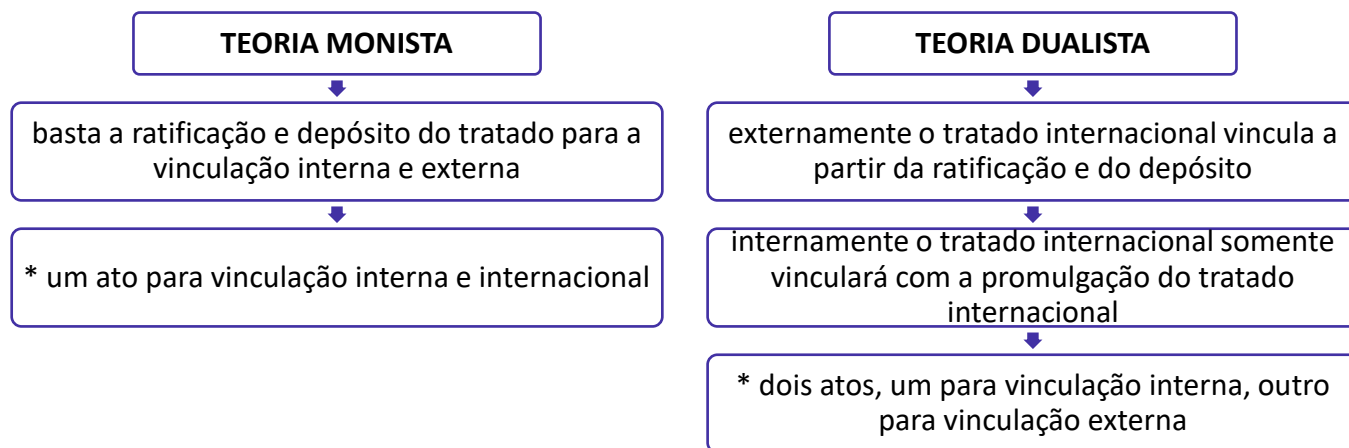 TEORIA MONISTA
basta a ratificação e depósito do tratado para a
vinculação interna e externa
* um ato para vinculação interna e internacional
TEORIA DUALISTA
externamente o tratado internacional vincula a
partir da ratificação e do depósito
internamente o tratado internacional somente
vinculará com a promulgação do tratado
internacional
* dois atos, um para vinculação interna, outro
para vinculação externa